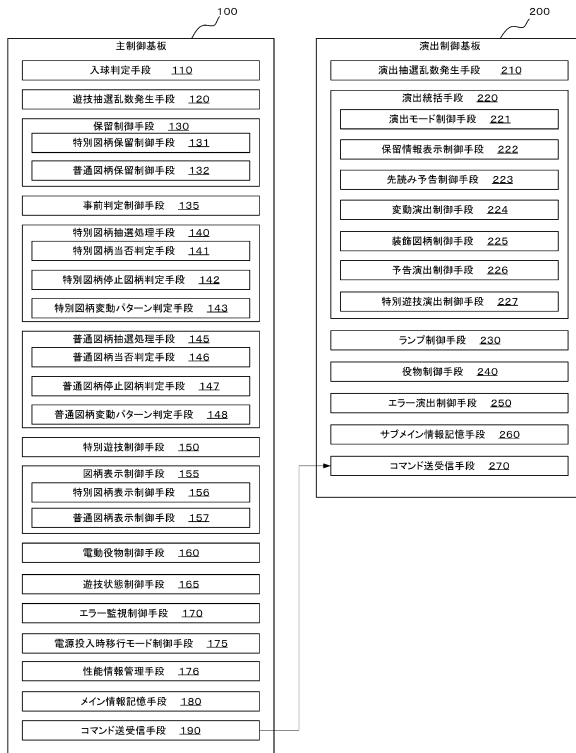 100
主制御基板
入球判定手段 110
遊技抽選乱数発生手段 120
保留制御手段 130
特別図柄保留制御手段 131
普通図柄保留制御手段 132
事前判定制御手段 135
特別図柄抽選処理手段 140
特別図柄当否判定手段 141
特別図柄停止図柄判定手段 142
特別図柄変動パターン判定手段 143
普通図柄抽選処理手段 145
普通図柄当否判定手段 146
普通図柄停止図柄判定手段 147
普通図柄変動パターン判定手段 148
特別遊技制御手段 150
図柄表示制御手段 155
特別図柄表示制御手段 156
普通図柄表示制御手段 157
電動役物制御手段 160
遊技状態制御手段 165
エラー監視制御手段 170
電源投入時移行モード制御手段 175
性能情報管理手段 176
メイン情報記憶手段 180
コマンド送受信手段 190
200
演出制御基板
演出抽選乱数発生手段 210
演出統括手段 220
演出モード制御手段 221
保留情報表示制御手段 222
先読み予告制御手段 223
変動演出制御手段 224
装飾図柄制御手段 225
予告演出制御手段 226
特別遊技演出制御手段 227
ランプ制御手段 230
役物制御手段 240
エラー演出制御手段 250
サブメイン情報記憶手段 260
コマンド送受信手段 270